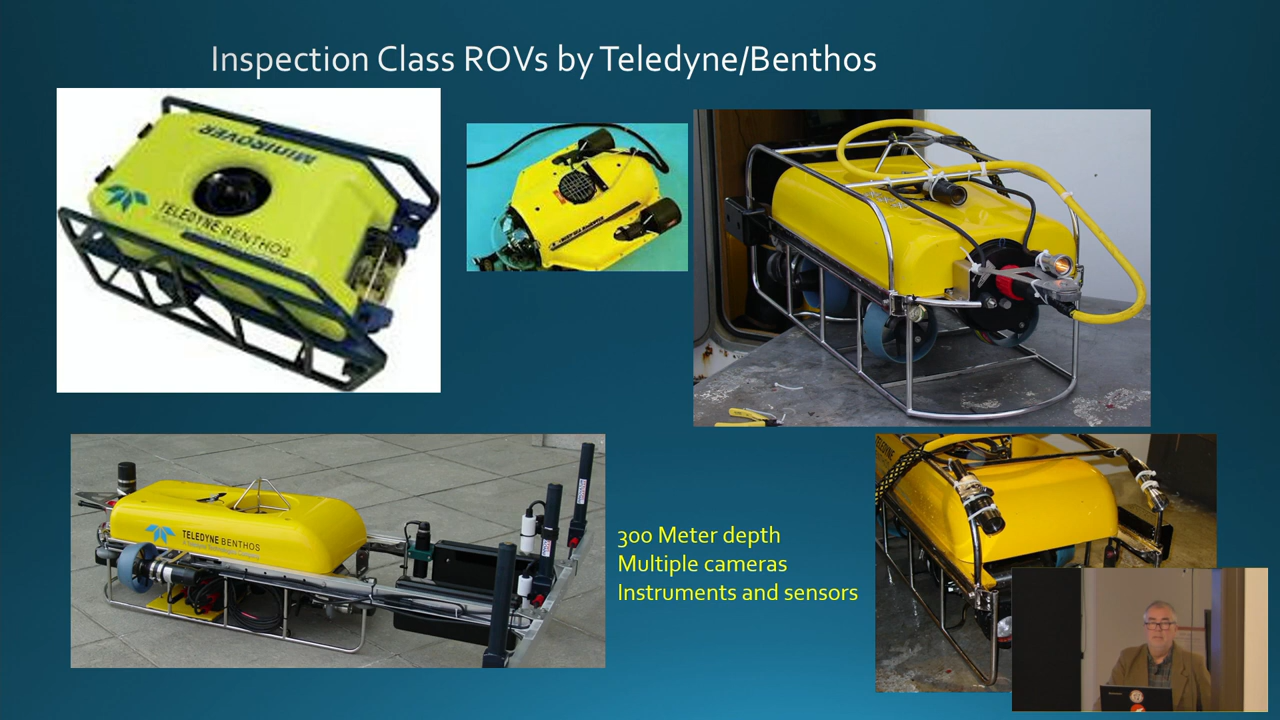 Inspection Class ROVs by Teledyne/Benthos
MINIROVER
TELEDYNE BENTHOS
TELEDYNE BENTHOS
300 Meter depth
Multiple cameras
Instruments and sensors
TELEDYNE